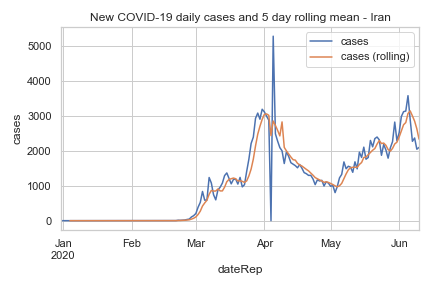 New COVID-19 daily cases and 5 day rolling mean - Iran
cases
cases (rolling)
cases
5000
4000
3000
2000
1000
0
Jan Feb Mar Apr May Jun
2020
dateRep